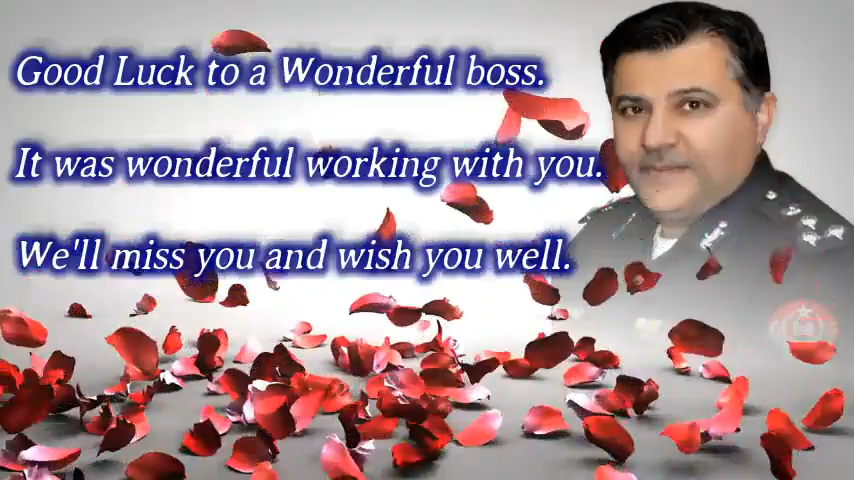 Good Luck to a Wonderful boss.
It was wonderful working with you.
We'll miss you and wish you well.